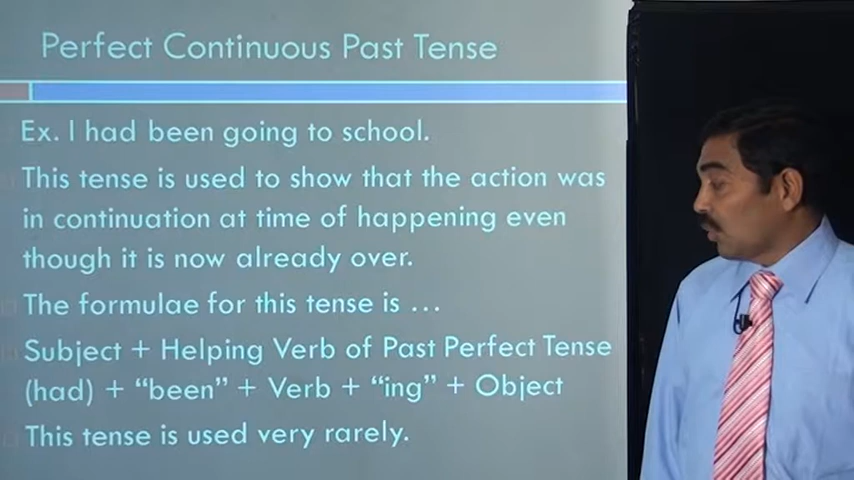 Perfect Continuous Past Tense
Ex. I had been going to school.
This tense is used to show that the action was
in continuation at time of happening even
though it is now already over.
The formulae for this tense is ...
Subject + Helping Verb of Past Perfect Tense
(had) + "been" + Verb + "ing" + Object
This tense is used very rarely.